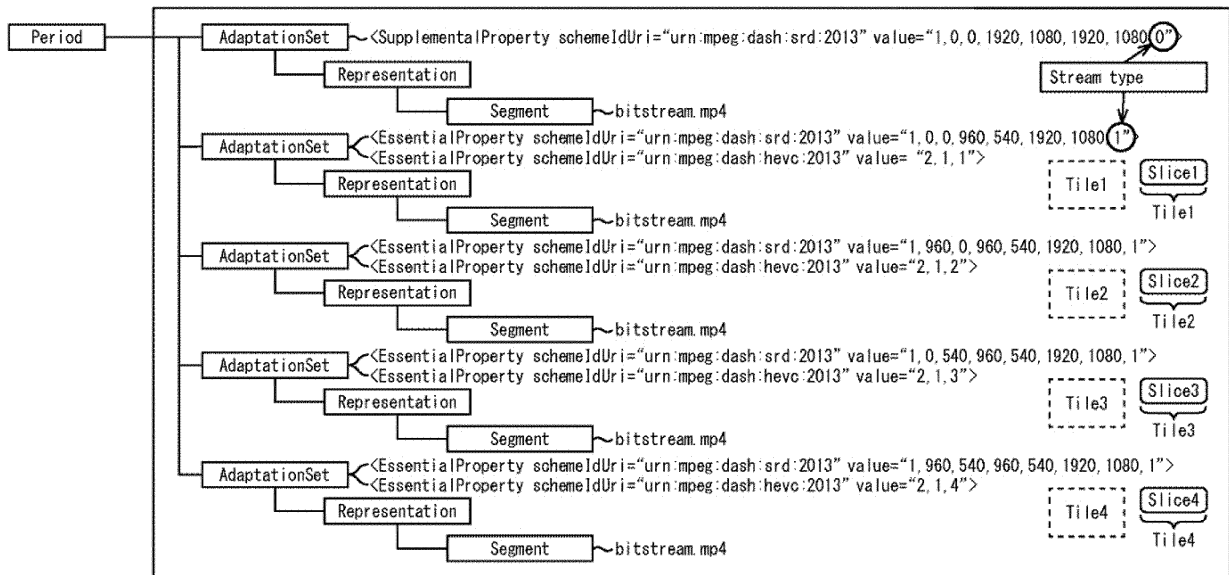 Period
AdaptationSet
<SupplementalProperty schemeIdUri="urn:mpeg:dash:srd:2013" value="1, 0, 0, 1920, 1080, 1920, 1080, 0">
Representation
Stream type
Segment
bitstream.mp4
AdaptationSet
<EssentialProperty schemeIdUri="urn:mpeg:dash:srd:2013" value="1, 0, 0, 960, 540, 1920, 1080, 1">
<EssentialProperty schemeIdUri="urn:mpeg:dash:hevc:2013" value= "2, 1, 1">
Representation
Tile1
Slice1
Tile1
Segment
bitstream.mp4
AdaptationSet
<EssentialProperty schemeIdUri="urn:mpeg:dash:srd:2013" value="1, 960, 0, 960, 540, 1920, 1080, 1">
<EssentialProperty schemeIdUri="urn:mpeg:dash:hevc:2013" value="2, 1, 2">
Representation
Tile2
Slice2
Tile2
Segment
bitstream.mp4
AdaptationSet
<EssentialProperty schemeIdUri="urn:mpeg:dash:srd:2013" value="1, 0, 540, 960, 540, 1920, 1080, 1">
<EssentialProperty schemeIdUri="urn:mpeg:dash:hevc:2013" value="2, 1, 3">
Representation
Tile3
Slice3
Tile3
Segment
bitstream.mp4
AdaptationSet
<EssentialProperty schemeIdUri="urn:mpeg:dash:srd:2013" value="1, 960, 540, 960, 540, 1920, 1080, 1">
<EssentialProperty schemeIdUri="urn:mpeg:dash:hevc:2013" value="2, 1, 4">
Representation
Tile4
Slice4
Tile4
Segment
bitstream.mp4